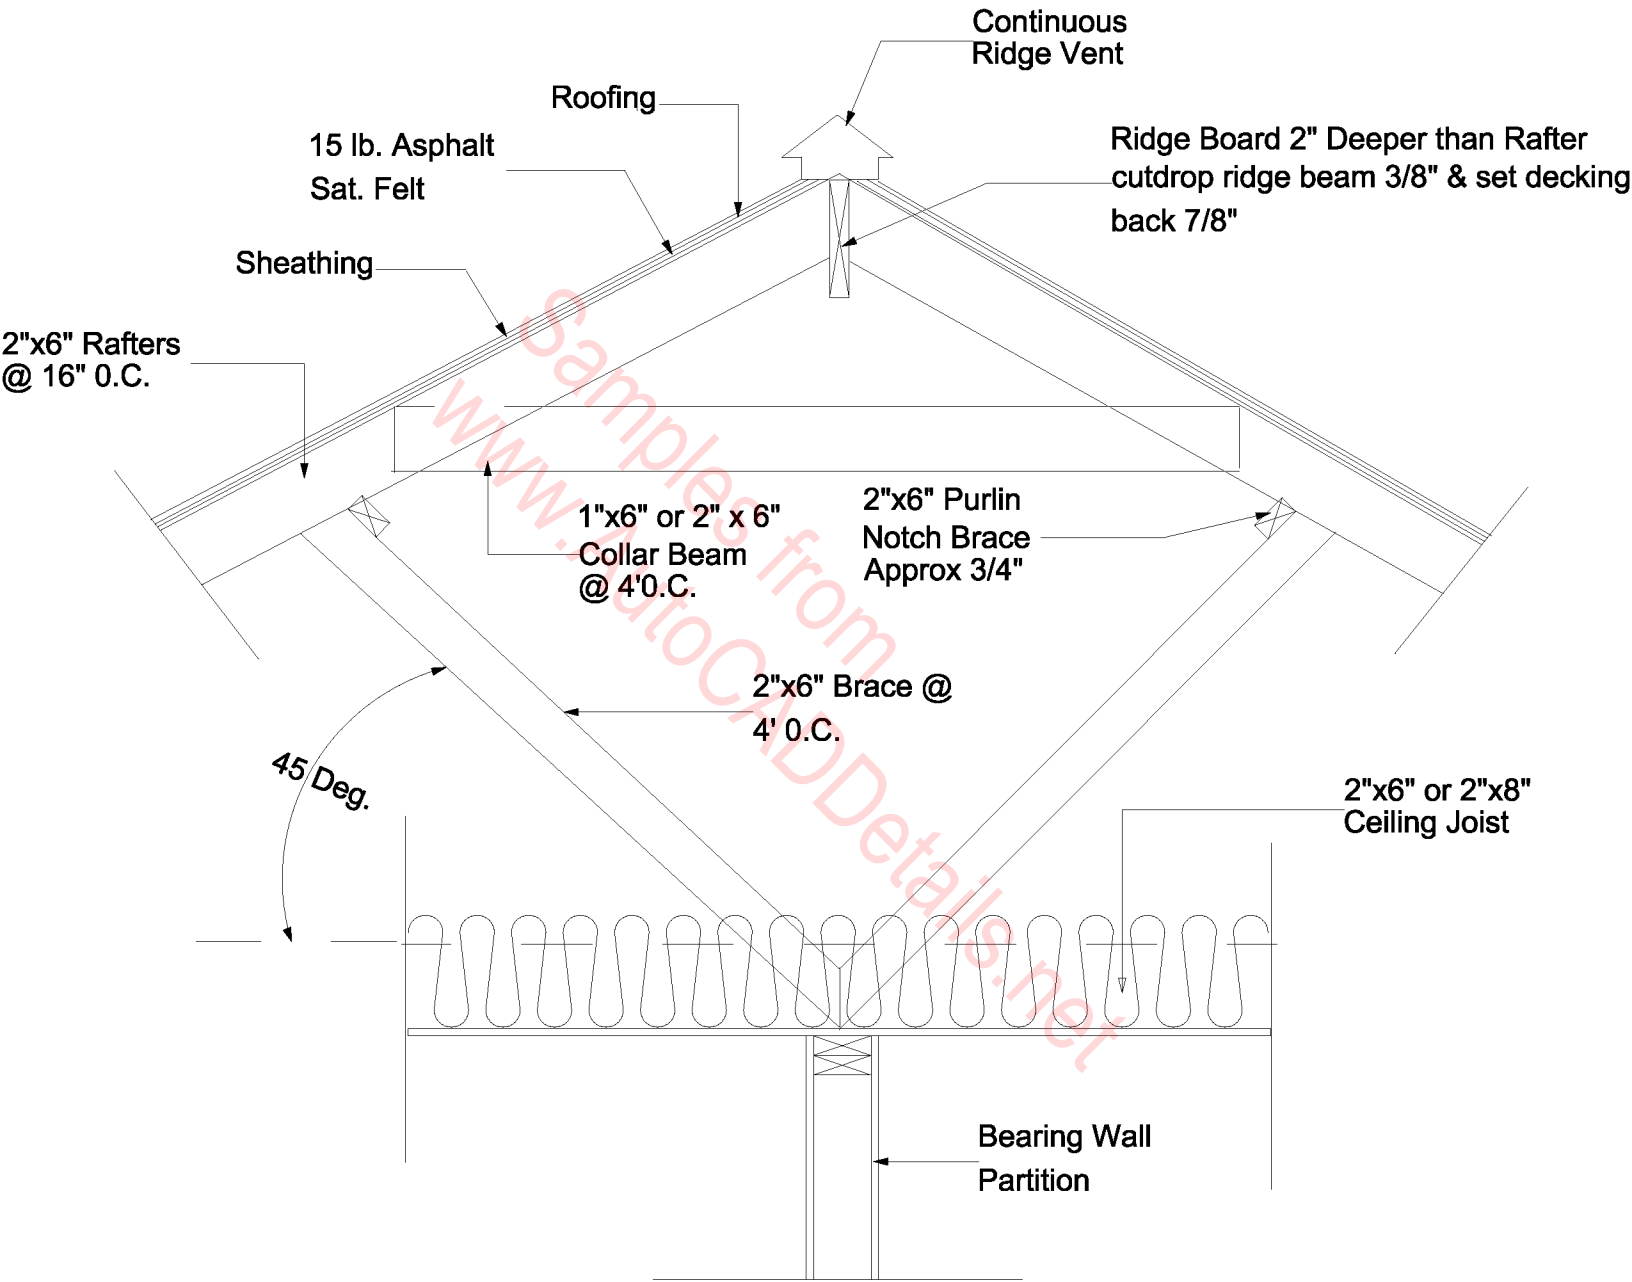 Continuous
Ridge Vent
Roofing
15 lb. Asphalt
Sat. Felt
Ridge Board 2" Deeper than Rafter
cutdrop ridge beam 3/8" & set decking
back 7/8"
Sheathing
2"x6" Rafters
@ 16" 0.C.
1"x6" or 2" x 6"
Collar Beam
@ 4'0.C.
2"x6" Purlin
Notch Brace
Approx 3/4"
2"x6" Brace @
4' 0.C.
45 Deg.
2"x6" or 2"x8"
Ceiling Joist
Bearing Wall
Partition
Samples from
www.AutoCADDetails.net